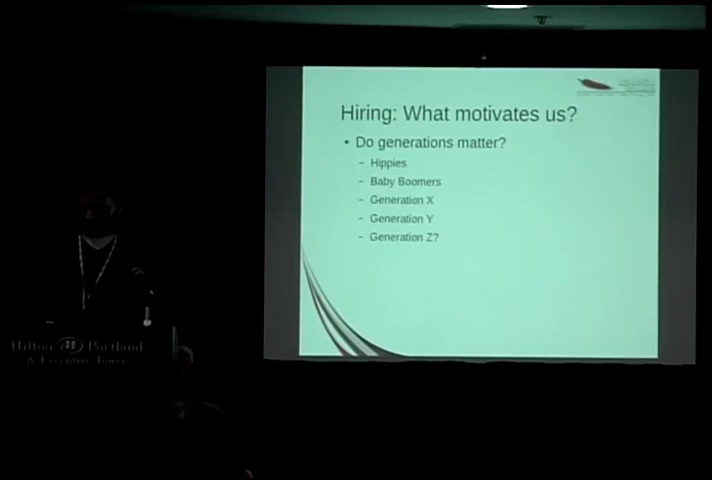 Hiring: What motivates us?
• Do generations matter?
– Hippies
– Baby Boomers
– Generation X
– Generation Y
– Generation Z?
Hilton Portland
& Executive Tower